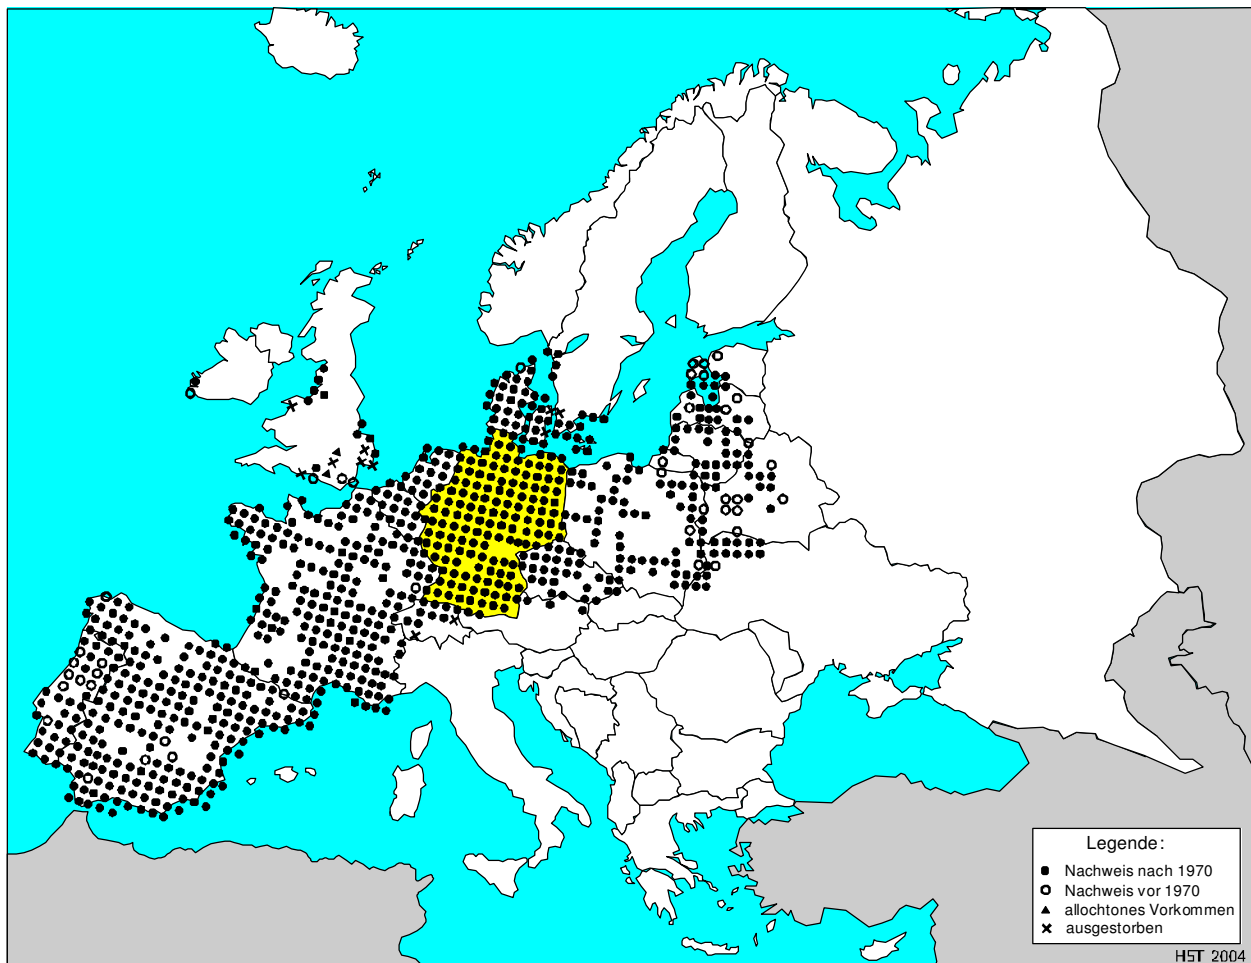 Legende:
Nachweis nach 1970
Nachweis vor 1970
allochtones Vorkommen
ausgestorben
HST 2004